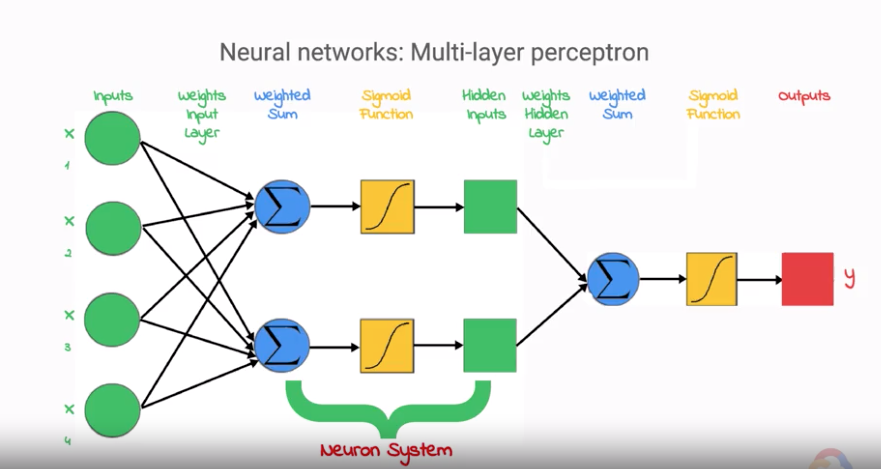 Neural networks: Multi-layer perceptron
Inputs
Weights
Input
Layer
Weighted
Sum
Sigmoid
Function
Hidden
Inputs
Weights
Hidden
Layer
Weighted
Sum
Sigmoid
Function
Outputs
x
1
x
2
x
3
x
4
Σ
Σ
Σ
y
Neuron System